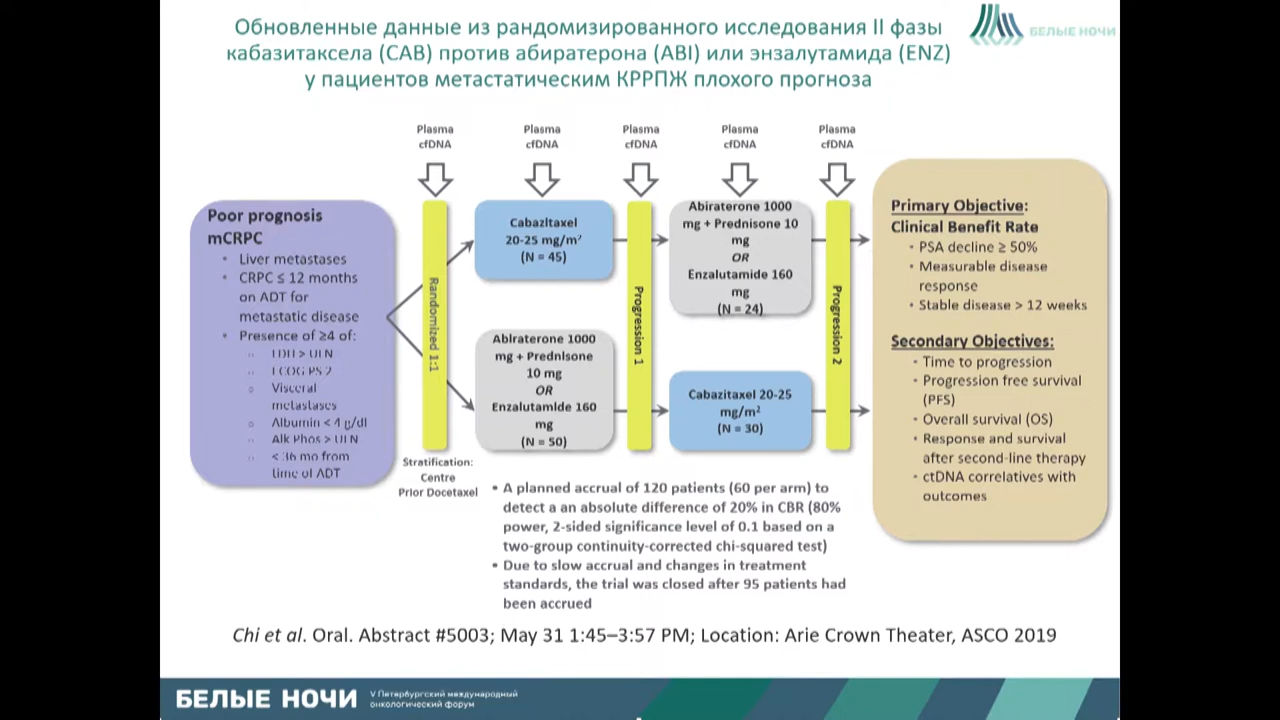 Обновленные данные из рандомизированного исследования II фазы
кабазитаксела (CAB) против абиратерона (ABI) или энзалутамида (ENZ)
у пациентов метастатическим КРРПЖ плохого прогноза
БЕЛЫЕ НОЧИ
Plasma
cfDNA
Plasma
cfDNA
Plasma
cfDNA
Plasma
cfDNA
Plasma
cfDNA
Poor prognosis
mCRPC
• Liver metastases
• CRPC ≤ 12 months
on ADT for
metastatic disease
• Presence of ≥4 of:
LDH > ULN
ECOG PS 2
Visceral
metastases
Albumin < 4 g/dl
Alk Phos > ULN
< 36 mo from
time of ADT
Randomized 1:1
Stratification:
Centre
Prior Docetaxel
Cabazitaxel
20-25 mg/m²
(N = 45)
Abiraterone 1000
mg + Prednisone
10 mg
OR
Enzalutamide 160
mg
(N = 50)
Progression 1
Abiraterone 1000
mg + Prednisone 10
mg
OR
Enzalutamide 160
mg
(N = 24)
Cabazitaxel 20-25
mg/m²
(N = 30)
Progression 2
Primary Objective:
Clinical Benefit Rate
• PSA decline ≥ 50%
• Measurable disease
response
• Stable disease > 12 weeks
Secondary Objectives:
• Time to progression
• Progression free survival
(PFS)
• Overall survival (OS)
• Response and survival
after second-line therapy
• ctDNA correlatives with
outcomes
• A planned accrual of 120 patients (60 per arm) to
detect a an absolute difference of 20% in CBR (80%
power, 2-sided significance level of 0.1 based on a
two-group continuity-corrected chi-squared test)
• Due to slow accrual and changes in treatment
standards, the trial was closed after 95 patients had
been accrued
Chi et al. Oral. Abstract #5003; May 31 1:45–3:57 PM; Location: Arie Crown Theater, ASCO 2019
БЕЛЫЕ НОЧИ
V Петербургский международный
онкологический форум